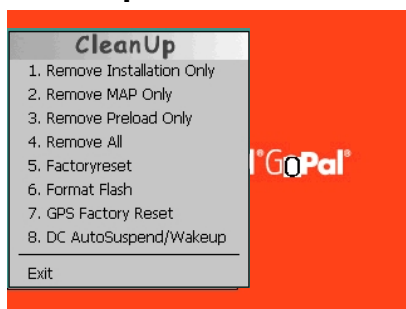 CleanUp
1. Remove Installation Only
2. Remove MAP Only
3. Remove Preload Only
4. Remove All
5. Factoryreset
6. Format Flash
7. GPS Factory Reset
8. DC AutoSuspend/Wakeup
Exit
GoPal®